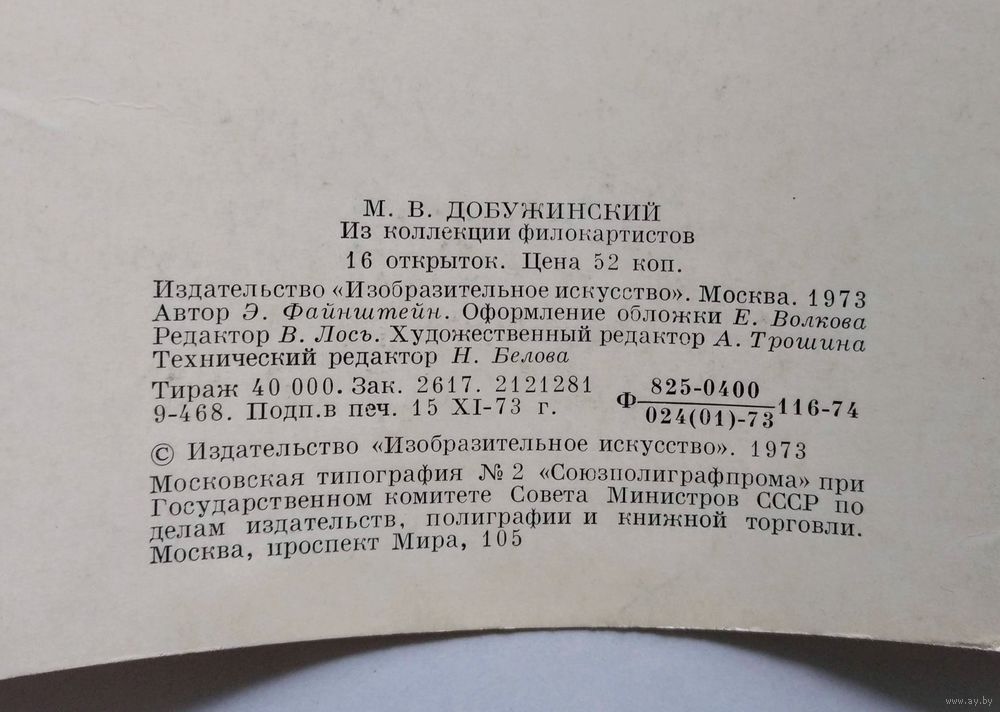 М. В. ДОБУЖИНСКИЙ
Из коллекции филокартистов
16 открыток. Цена 52 коп.
Издательство «Изобразительное искусство». Москва. 1973
Автор Э. Файнштейн. Оформление обложки Е. Волкова
Редактор В. Лось. Художественный редактор А. Трошина
Технический редактор Н. Белова
Тираж 40 000. Зак. 2617. 2121281
9-468. Подп.в печ. 15 XI-73 г.
Ф 825-0400
024(01)-73 116-74
© Издательство «Изобразительное искусство». 1973
Московская типография № 2 «Союзполиграфпрома» при
Государственном комитете Совета Министров СССР по
делам издательств, полиграфии и книжной торговли.
Москва, проспект Мира, 105
www.ay.by